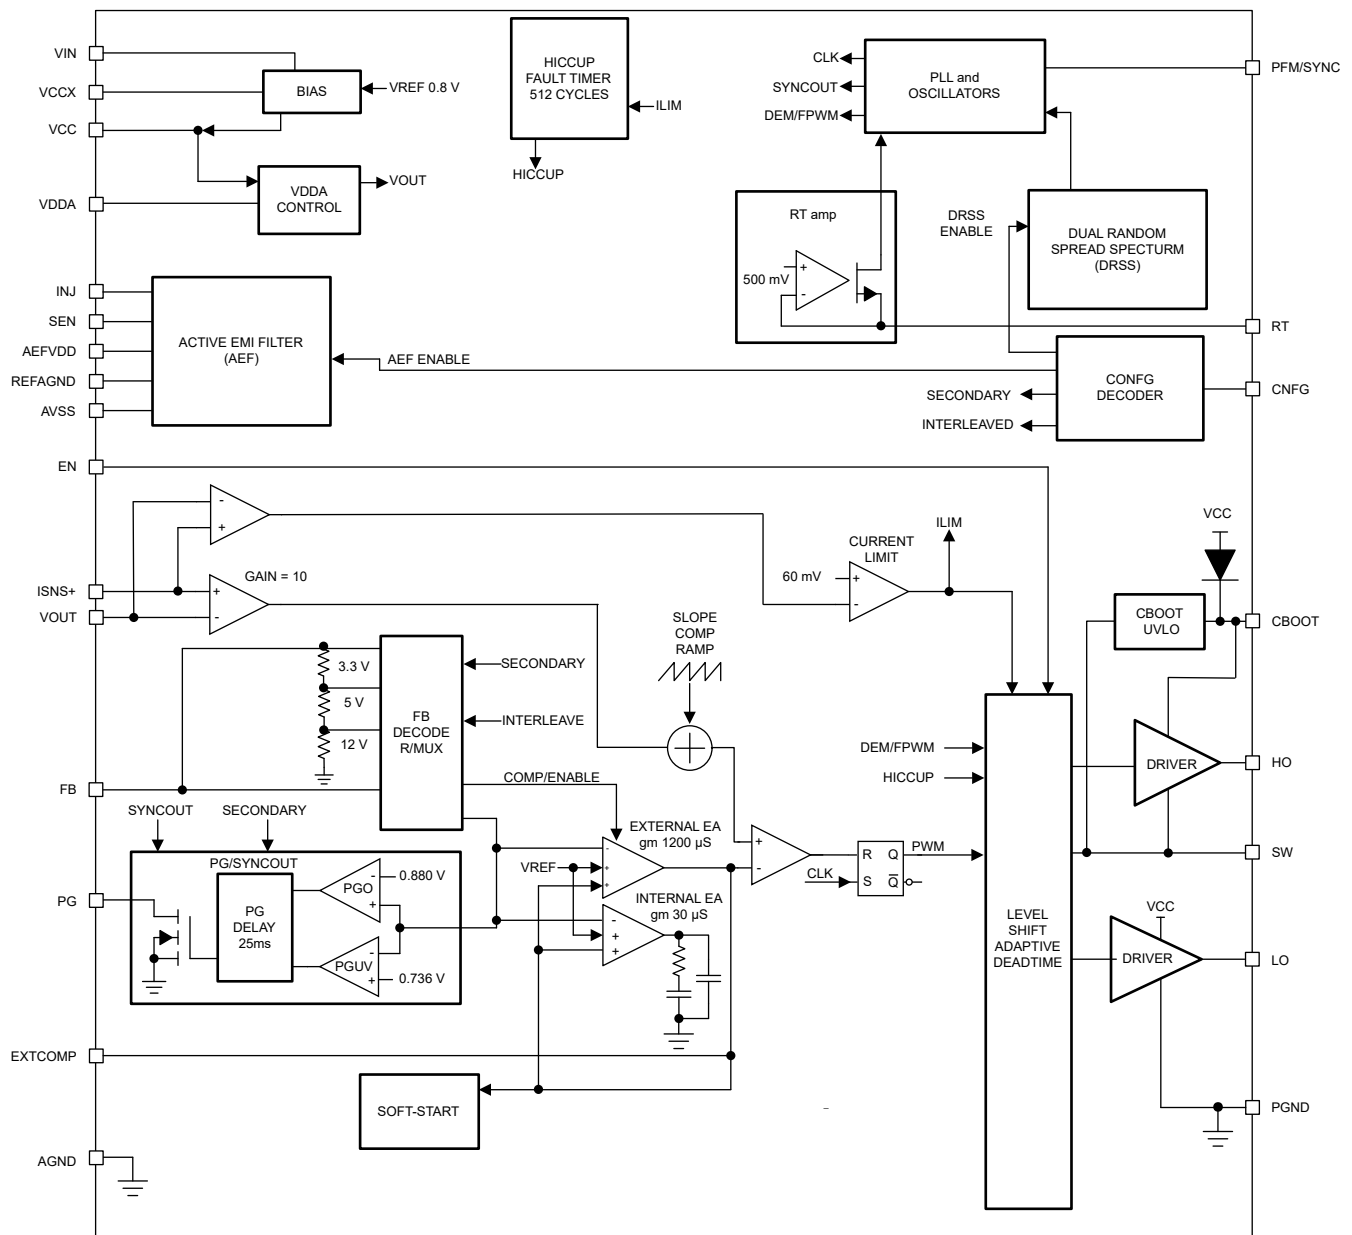 VIN
VCCX
VCC
VDDA
BIAS
VREF 0.8 V
VDDA
CONTROL
VOUT
HICCUP
FAULT TIMER
512 CYCLES
ILIM
HICCUP
CLK
SYNCOUT
DEM/FPWM
PLL and
OSCILLATORS
PFM/SYNC
RT amp
500 mV
+
-
DRSS
ENABLE
DUAL RANDOM
SPREAD SPECTURM
(DRSS)
RT
INJ
SEN
AEFVDD
REFAGND
AVSS
ACTIVE EMI FILTER
(AEF)
AEF ENABLE
CONFG
DECODER
SECONDARY
INTERLEAVED
CNFG
EN
-
+
ISNS+
VOUT
GAIN = 10
+
-
CURRENT
LIMIT
60 mV
+
-
ILIM
VCC
CBOOT
UVLO
CBOOT
SLOPE
COMP
RAMP
3.3 V
5 V
12 V
FB
DECODE
R/MUX
SECONDARY
INTERLEAVE
COMP/ENABLE
FB
SYNCOUT
SECONDARY
PG/SYNCOUT
PG
PG
DELAY
25ms
PGO
-
+
0.880 V
PGUV
-
+
0.736 V
EXTERNAL EA
gm 1200 µS
VREF
-
+
+
INTERNAL EA
gm 30 µS
-
+
+
+
-
CLK
R
Q
S
Q
PWM
DEM/FPWM
HICCUP
LEVEL
SHIFT
ADAPTIVE
DEADTIME
DRIVER
HO
SW
VCC
DRIVER
LO
EXTCOMP
SOFT-START
PGND
AGND